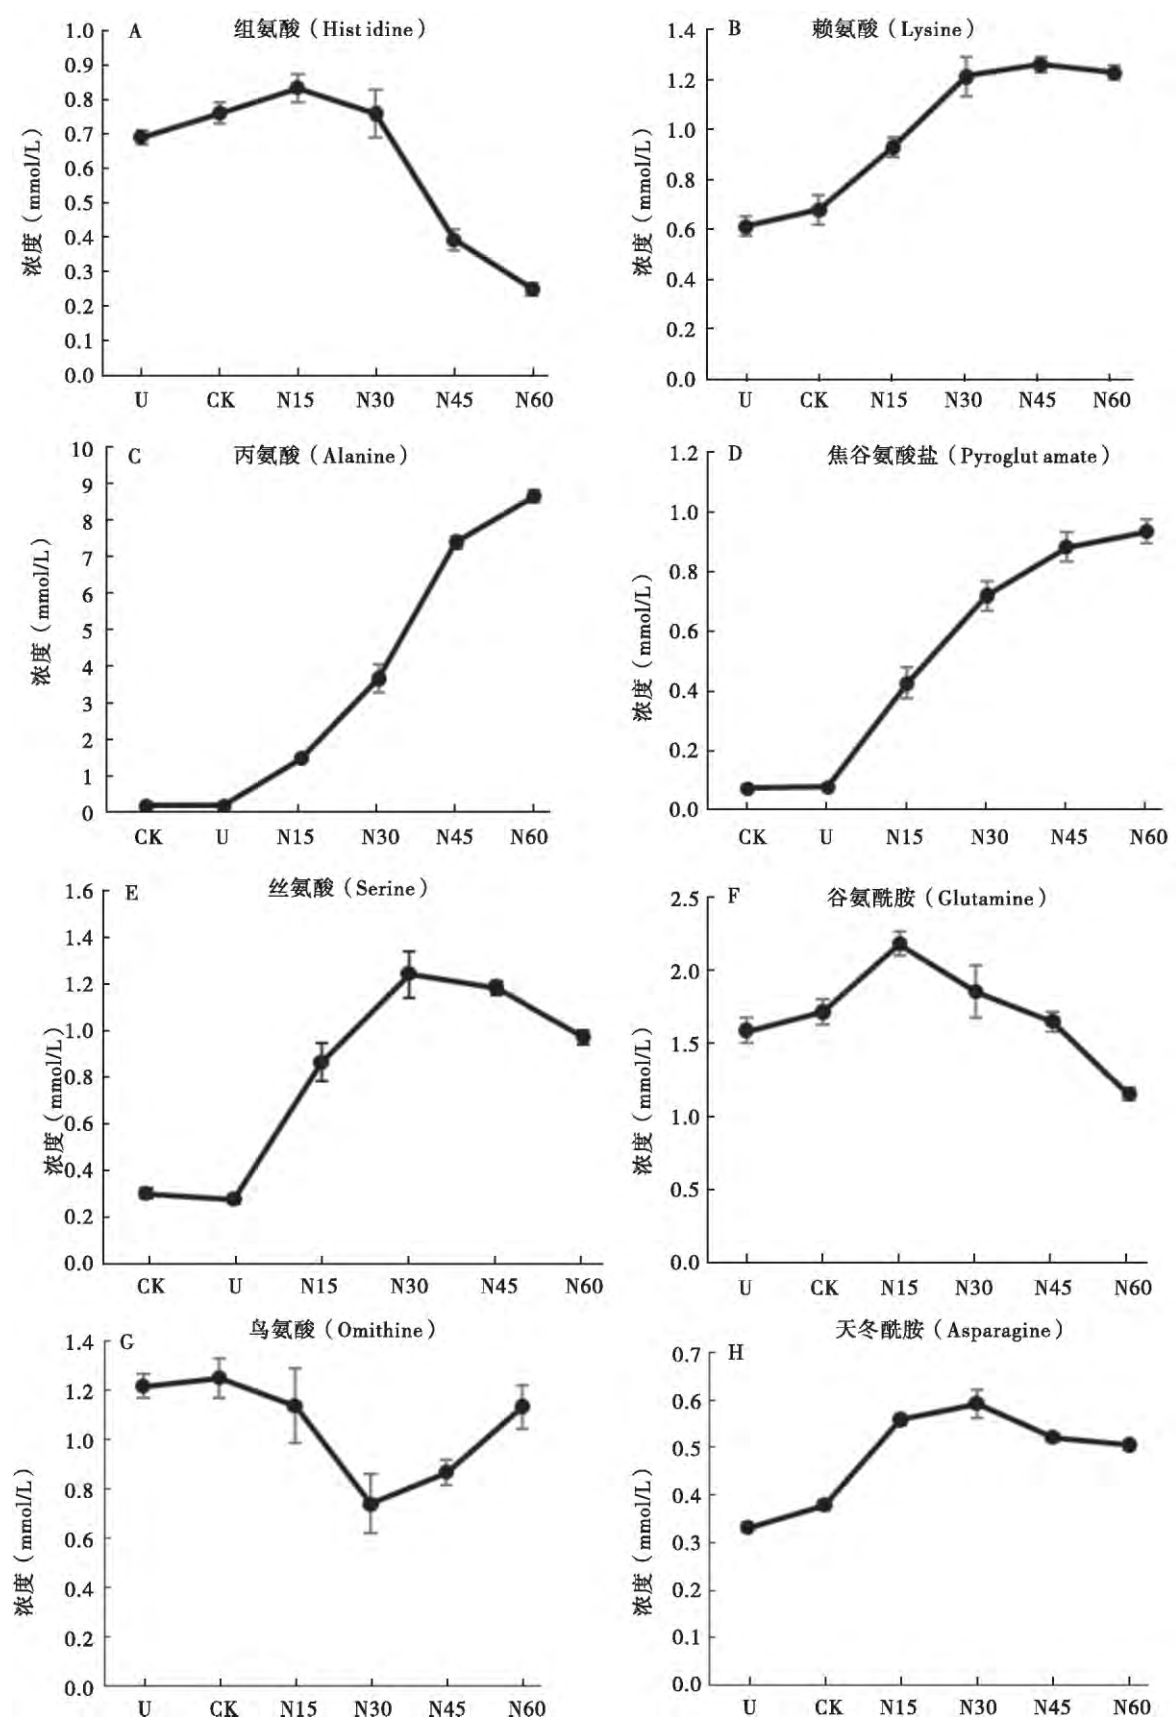 A 组氨酸（Hist idine）
浓度（mmol/L）
1.0
0.9
0.8
0.7
0.6
0.5
0.4
0.3
0.2
0.1
0.0
U CK N15 N30 N45 N60
B 赖氨酸（Lysine）
浓度（mmol/L）
1.4
1.2
1.0
0.8
0.6
0.4
0.2
0.0
U CK N15 N30 N45 N60
C 丙氨酸（Alanine）
浓度（mmol/L）
10
9
8
7
6
5
4
3
2
1
0
CK U N15 N30 N45 N60
D 焦谷氨酸盐（Pyroglut amate）
浓度（mmol/L）
1.2
1.0
0.8
0.6
0.4
0.2
0.0
CK U N15 N30 N45 N60
E 丝氨酸（Serine）
浓度（mmol/L）
1.6
1.4
1.2
1.0
0.8
0.6
0.4
0.2
0.0
CK U N15 N30 N45 N60
F 谷氨酰胺（Glutamine）
浓度（mmol/L）
2.5
2.0
1.5
1.0
0.5
0.0
U CK N15 N30 N45 N60
G 鸟氨酸（Omithine）
浓度（mmol/L）
1.4
1.2
1.0
0.8
0.6
0.4
0.2
0.0
U CK N15 N30 N45 N60
H 天冬酰胺（Asparagine）
浓度（mmol/L）
0.7
0.6
0.5
0.4
0.3
0.2
0.1
0.0
U CK N15 N30 N45 N60